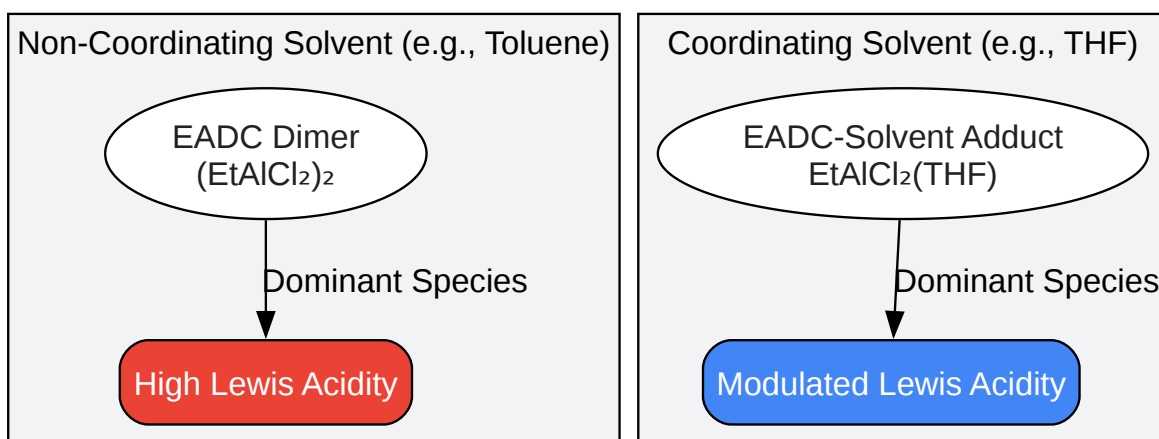 Non-Coordinating Solvent (e.g., Toluene)
EADC Dimer
(EtAlCl₂)₂
Dominant Species
High Lewis Acidity
Coordinating Solvent (e.g., THF)
EADC-Solvent Adduct
EtAlCl₂(THF)
Dominant Species
Modulated Lewis Acidity